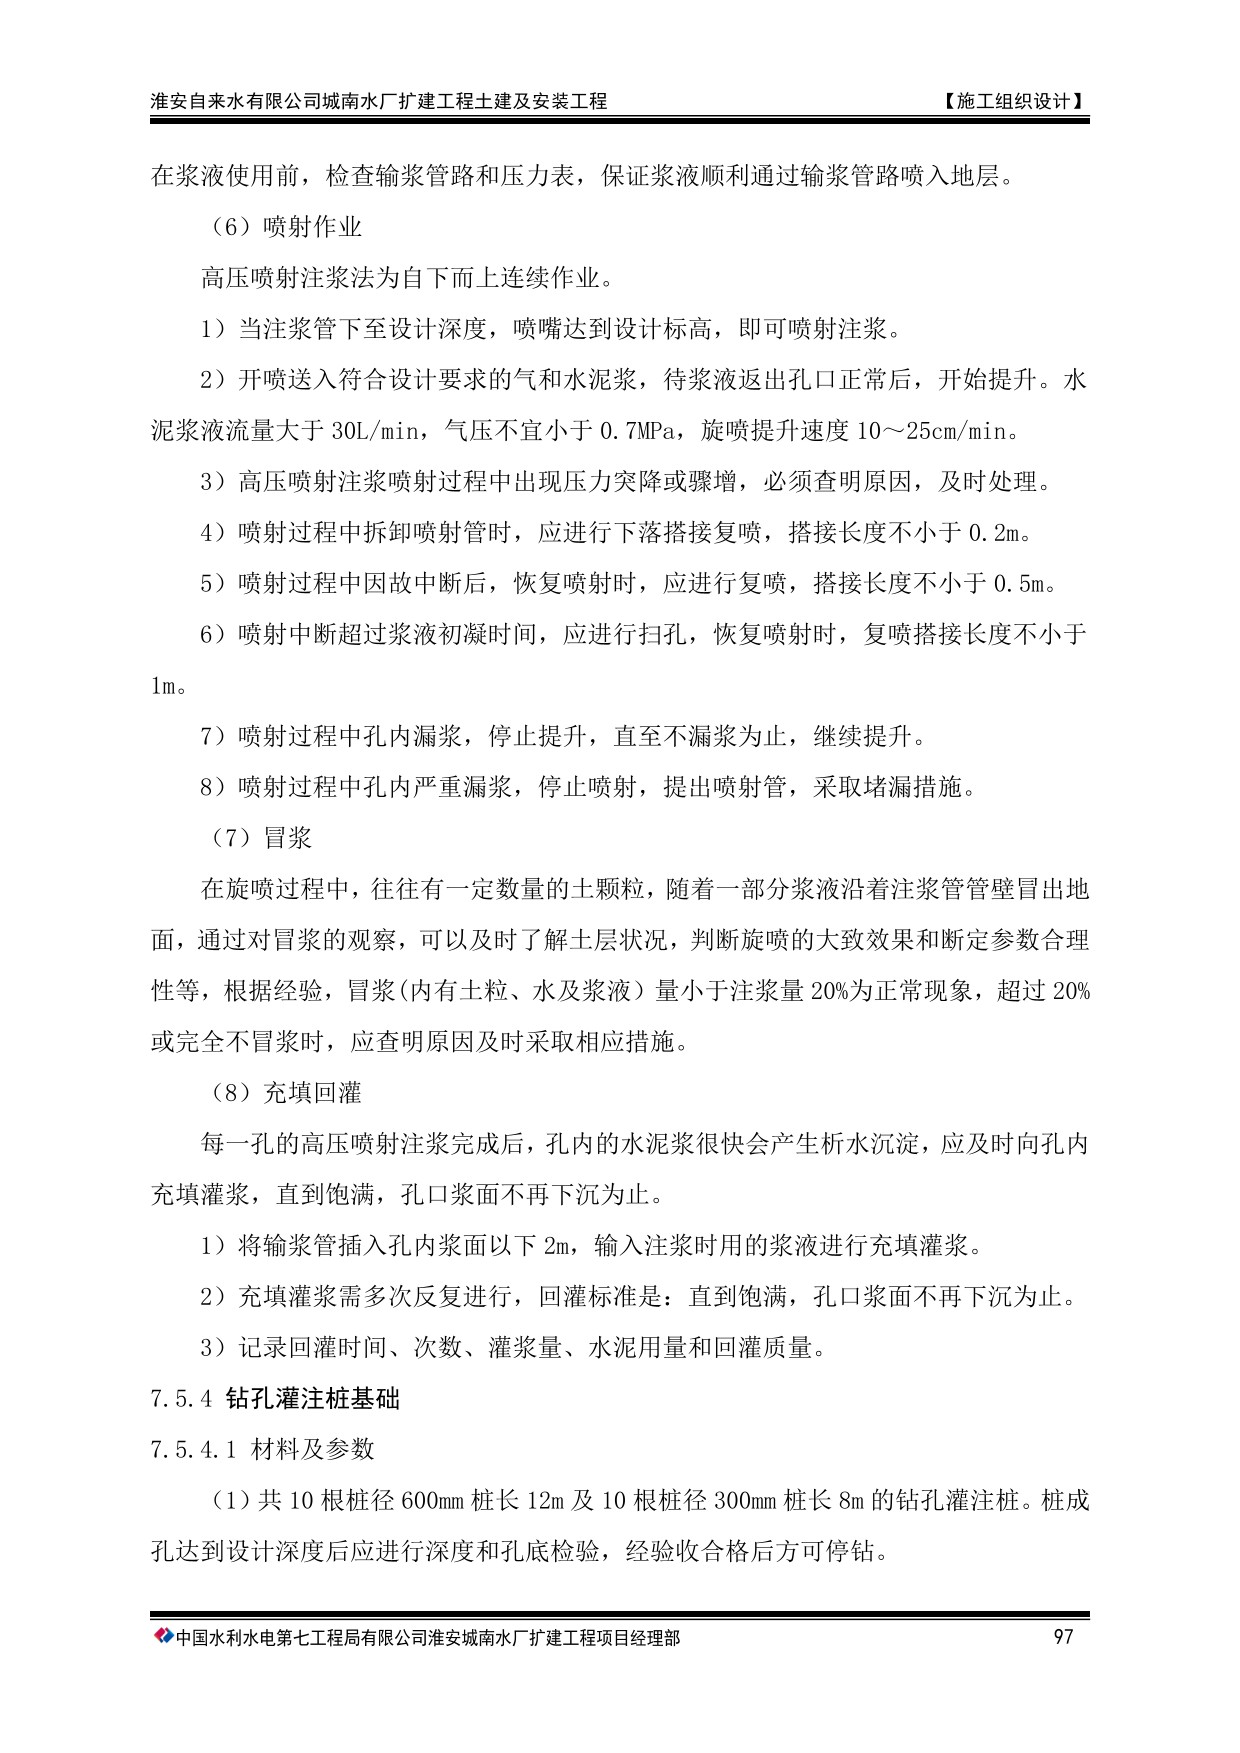 淮安自来水有限公司城南水厂扩建工程土建及安装工程 【施工组织设计】
在浆液使用前，检查输浆管路和压力表，保证浆液顺利通过输浆管路喷入地层。
（6）喷射作业
高压喷射注浆法为自下而上连续作业。
1）当注浆管下至设计深度，喷嘴达到设计标高，即可喷射注浆。
2）开喷送入符合设计要求的气和水泥浆，待浆液返出孔口正常后，开始提升。水
泥浆液流量大于 30L/min，气压不宜小于 0.7MPa，旋喷提升速度 10～25cm/min。
3）高压喷射注浆喷射过程中出现压力突降或骤增，必须查明原因，及时处理。
4）喷射过程中拆卸喷射管时，应进行下落搭接复喷，搭接长度不小于 0.2m。
5）喷射过程中因故中断后，恢复喷射时，应进行复喷，搭接长度不小于 0.5m。
6）喷射中断超过浆液初凝时间，应进行扫孔，恢复喷射时，复喷搭接长度不小于
1m。
7）喷射过程中孔内漏浆，停止提升，直至不漏浆为止，继续提升。
8）喷射过程中孔内严重漏浆，停止喷射，提出喷射管，采取堵漏措施。
（7）冒浆
在旋喷过程中，往往有一定数量的土颗粒，随着一部分浆液沿着注浆管管壁冒出地
面，通过对冒浆的观察，可以及时了解土层状况，判断旋喷的大致效果和断定参数合理
性等，根据经验，冒浆(内有土粒、水及浆液）量小于注浆量 20%为正常现象，超过 20%
或完全不冒浆时，应查明原因及时采取相应措施。
（8）充填回灌
每一孔的高压喷射注浆完成后，孔内的水泥浆很快会产生析水沉淀，应及时向孔内
充填灌浆，直到饱满，孔口浆面不再下沉为止。
1）将输浆管插入孔内浆面以下 2m，输入注浆时用的浆液进行充填灌浆。
2）充填灌浆需多次反复进行，回灌标准是：直到饱满，孔口浆面不再下沉为止。
3）记录回灌时间、次数、灌浆量、水泥用量和回灌质量。
7.5.4 钻孔灌注桩基础
7.5.4.1 材料及参数
（1）共 10 根桩径 600mm 桩长 12m 及 10 根桩径 300mm 桩长 8m 的钻孔灌注桩。桩成
孔达到设计深度后应进行深度和孔底检验，经验收合格后方可停钻。
中国水利水电第七工程局有限公司淮安城南水厂扩建工程项目经理部 97